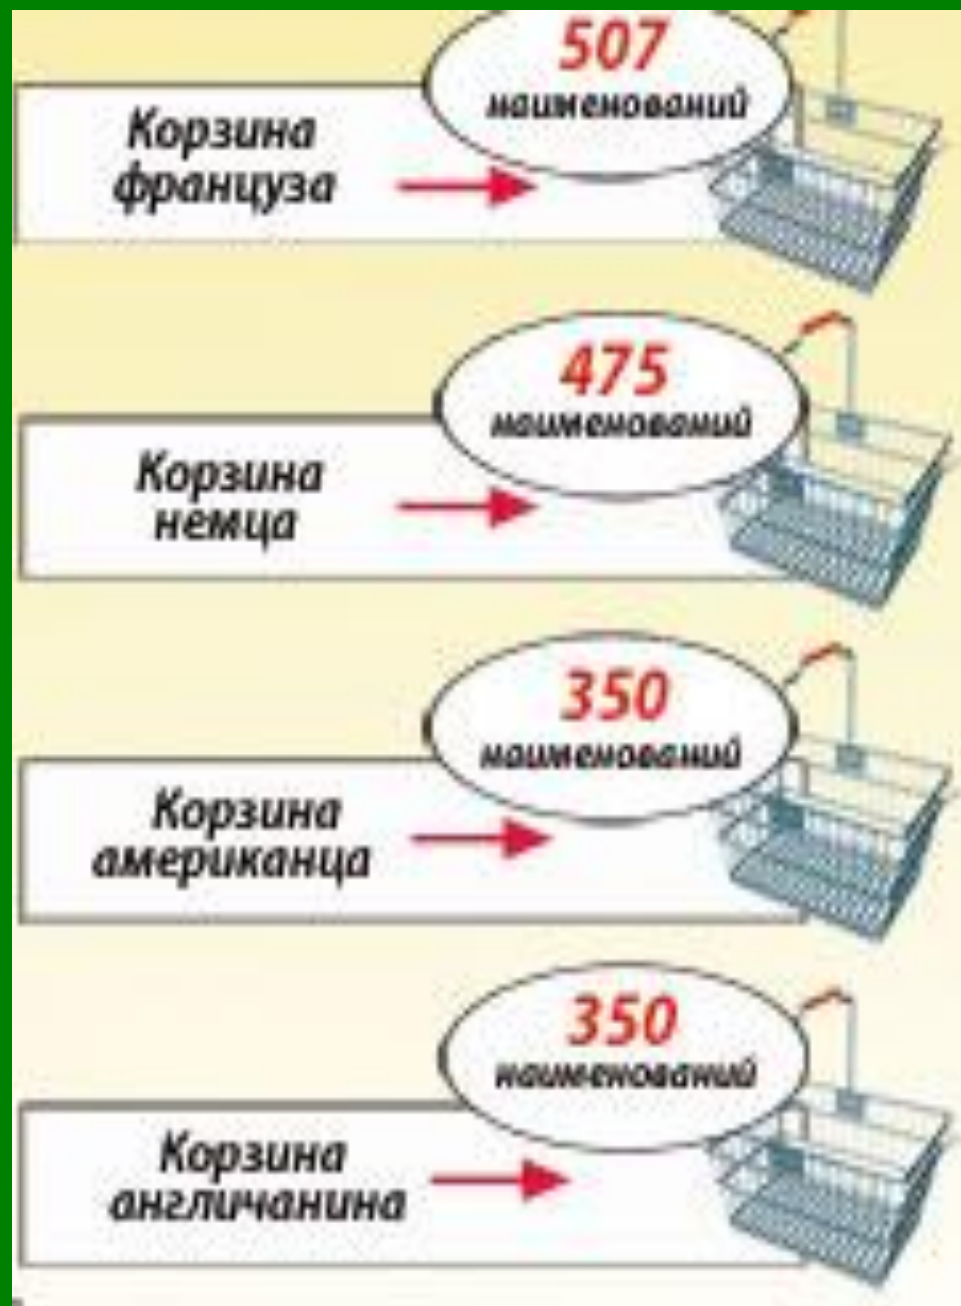 507
наименований
Корзина
француза
475
наименований
Корзина
немца
350
наименований
Корзина
американца
350
наименований
Корзина
англичанина